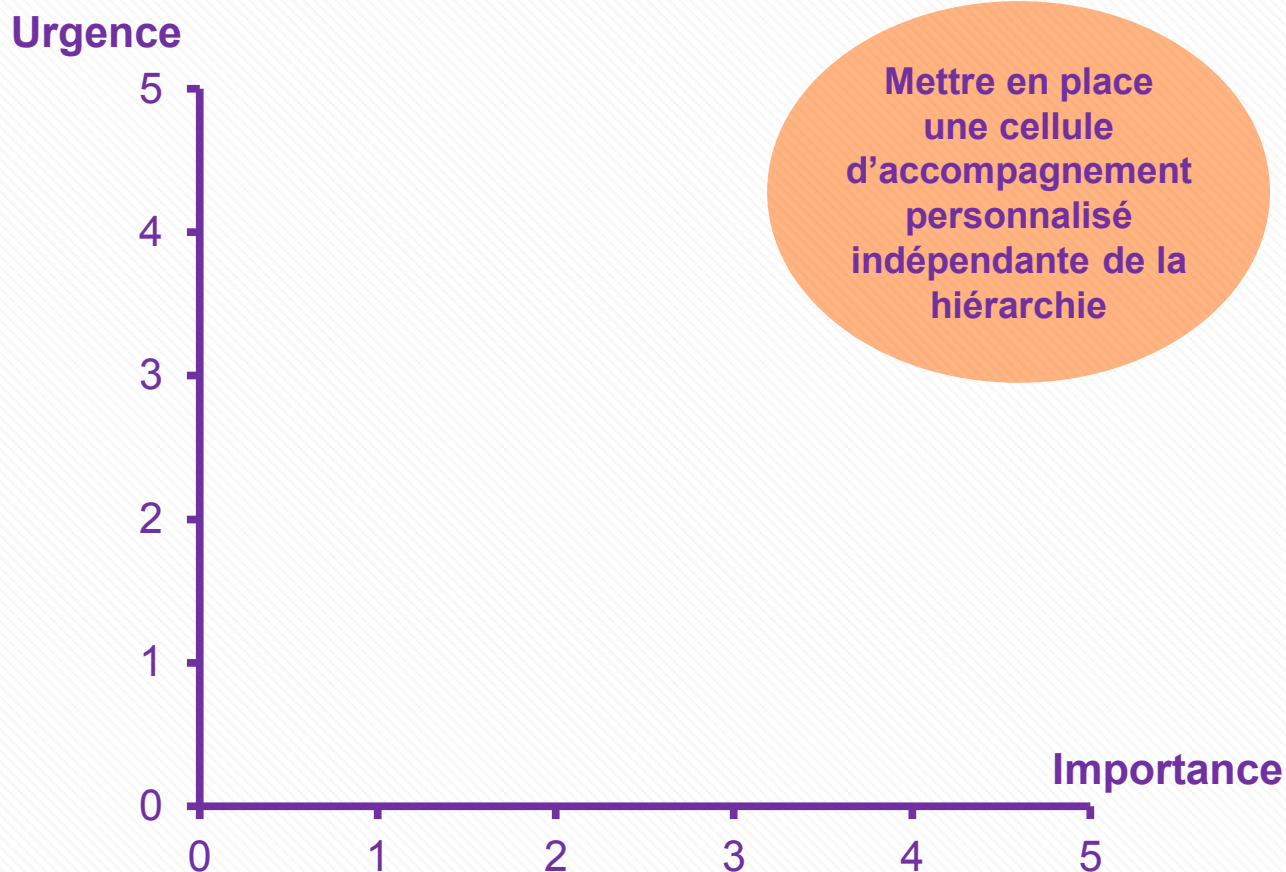 Urgence
5
4
3
2
1
0
Mettre en place
une cellule
d’accompagnement
personnalisé
indépendante de la
hiérarchie
Importance
0 1 2 3 4 5